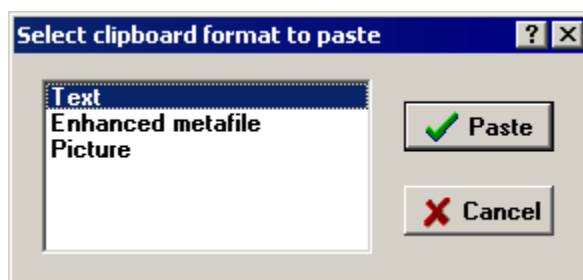 Select clipboard format to paste
Text
Enhanced metafile
Picture
Paste
Cancel